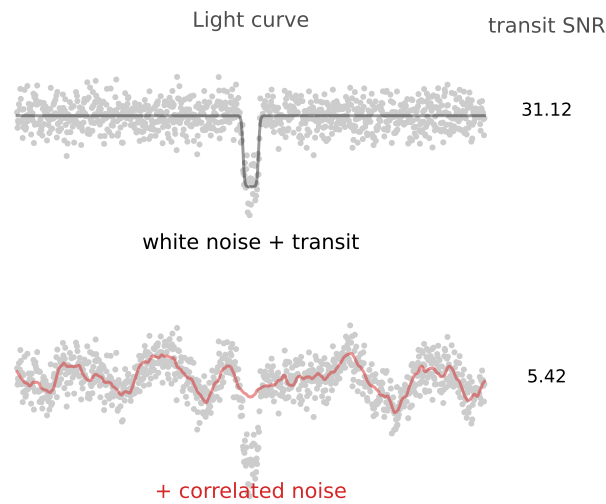 Light curve
transit SNR
31.12
white noise + transit
5.42
+ correlated noise